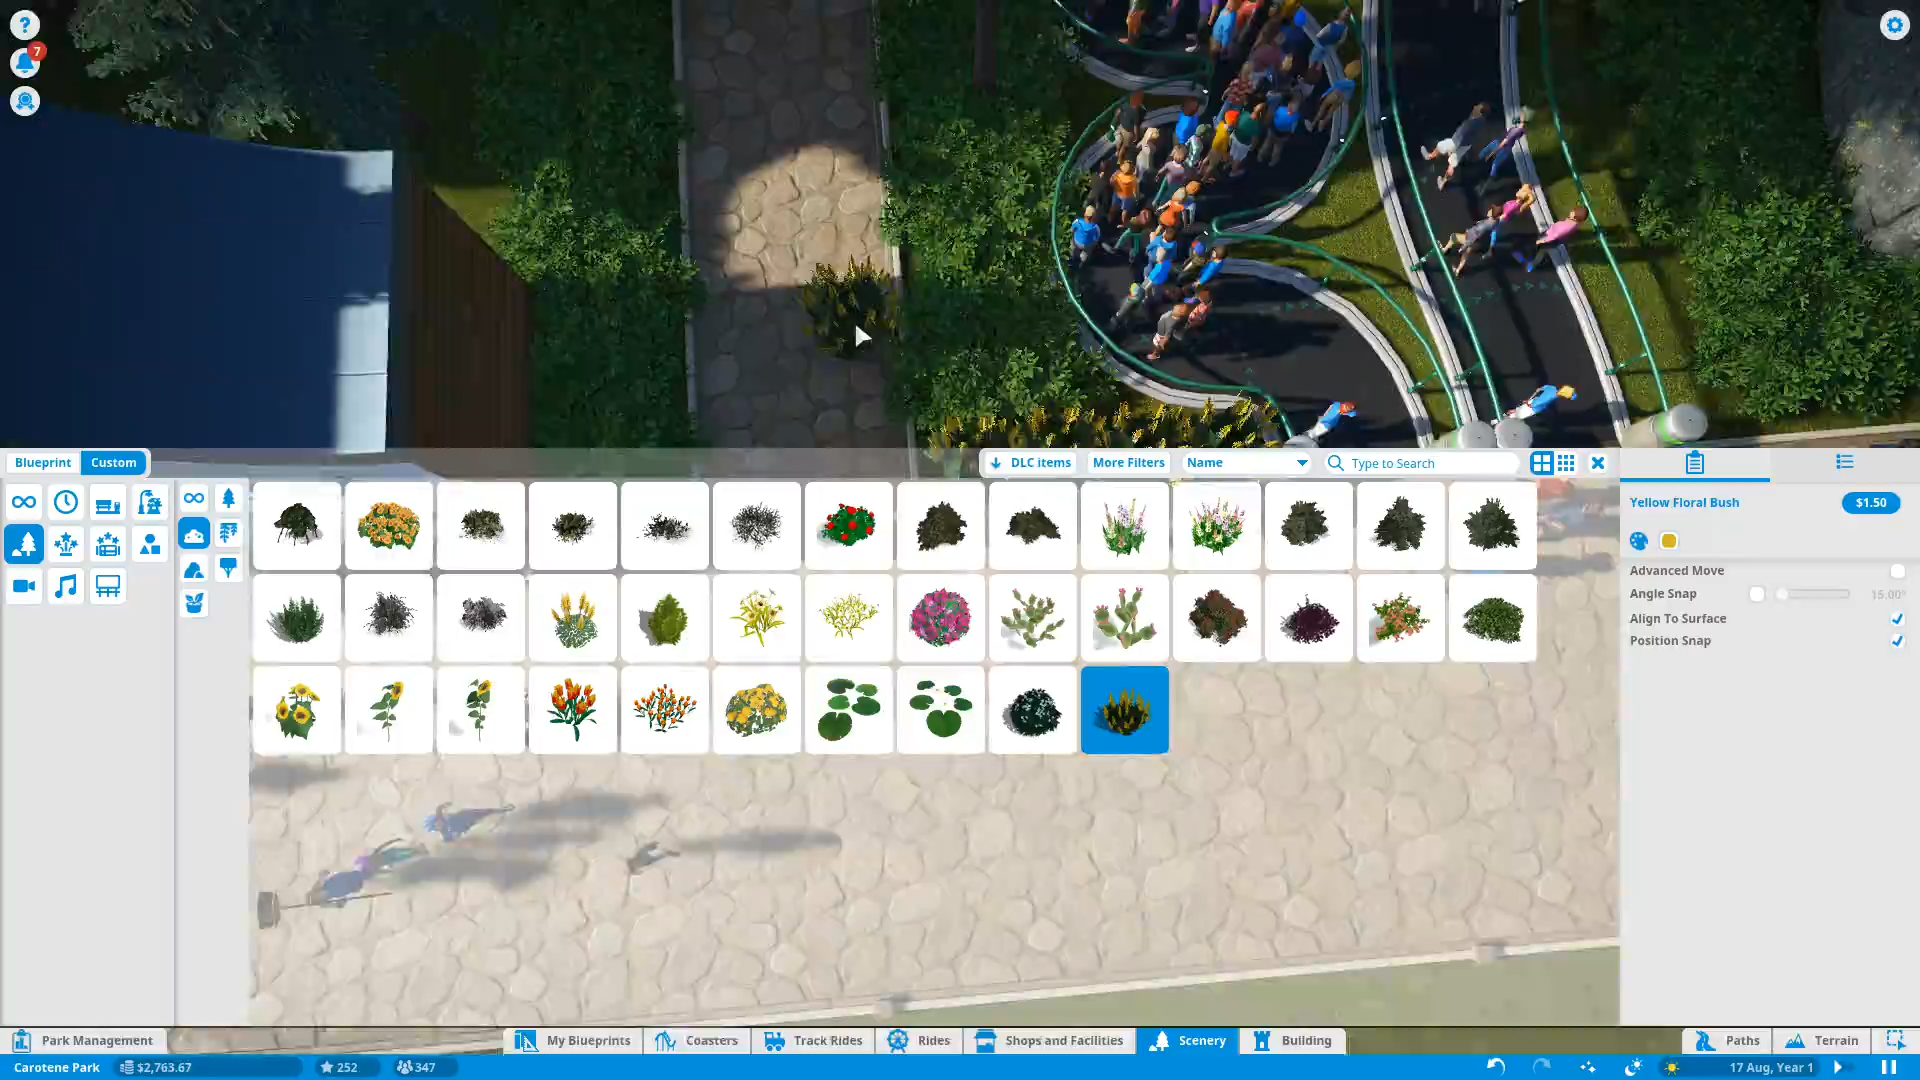 ?
7
Blueprint
Custom
DLC items
More Filters
Name
Type to Search
Yellow Floral Bush
$1.50
Advanced Move
Angle Snap
15.00°
Align To Surface
Position Snap
Park Management
My Blueprints
Coasters
Track Rides
Rides
Shops and Facilities
Scenery
Building
Paths
Terrain
Carotene Park
$2,763.67
252
347
17 Aug, Year 1